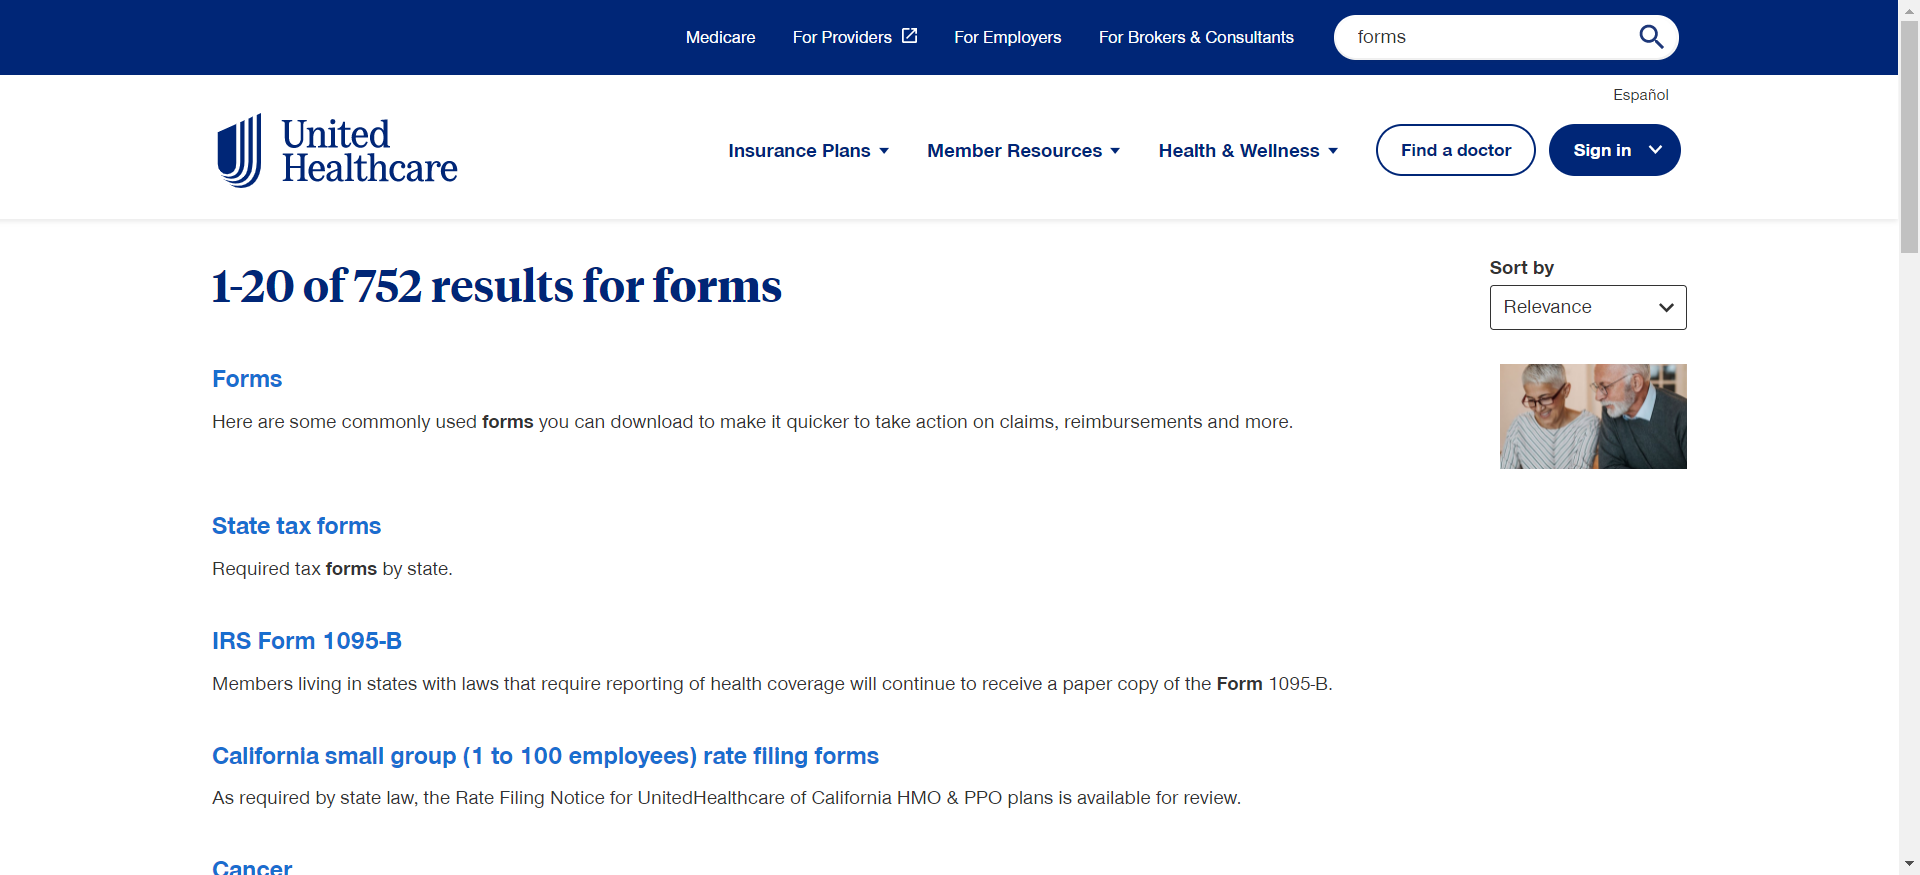 Medicare For Providers For Employers For Brokers & Consultants forms
Español
United
Healthcare
Insurance Plans Member Resources Health & Wellness Find a doctor Sign in
1-20 of 752 results for forms
Sort by
Relevance
Forms
Here are some commonly used forms you can download to make it quicker to take action on claims, reimbursements and more.
State tax forms
Required tax forms by state.
IRS Form 1095-B
Members living in states with laws that require reporting of health coverage will continue to receive a paper copy of the Form 1095-B.
California small group (1 to 100 employees) rate filing forms
As required by state law, the Rate Filing Notice for UnitedHealthcare of California HMO & PPO plans is available for review.
Cancer